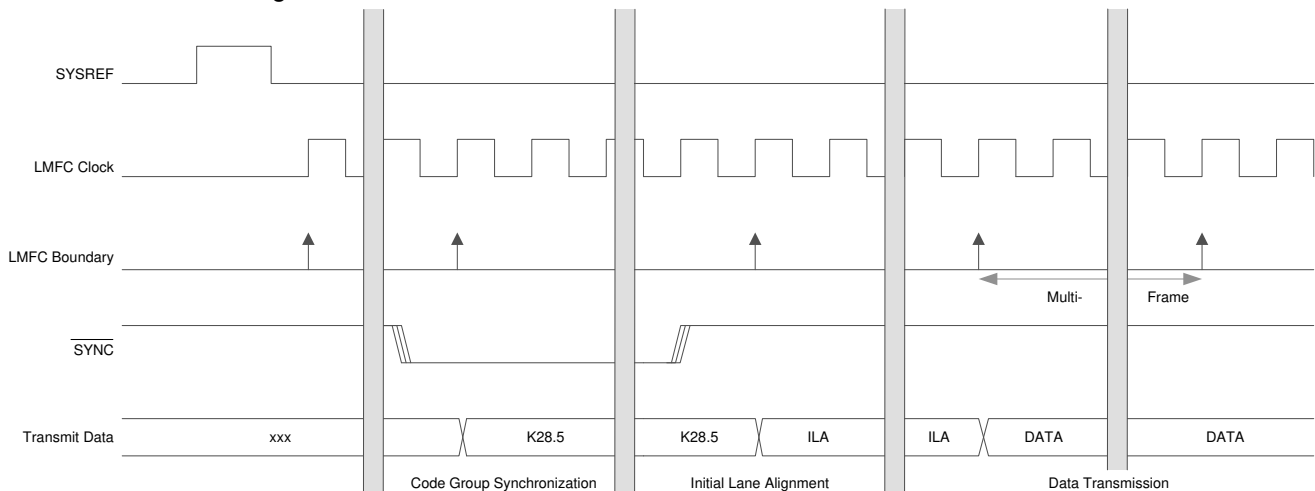 SYSREF
LMFC Clock
LMFC Boundary
Multi- Frame
SYNC
Transmit Data xxx K28.5 K28.5 ILA ILA DATA DATA
Code Group Synchronization Initial Lane Alignment Data Transmission